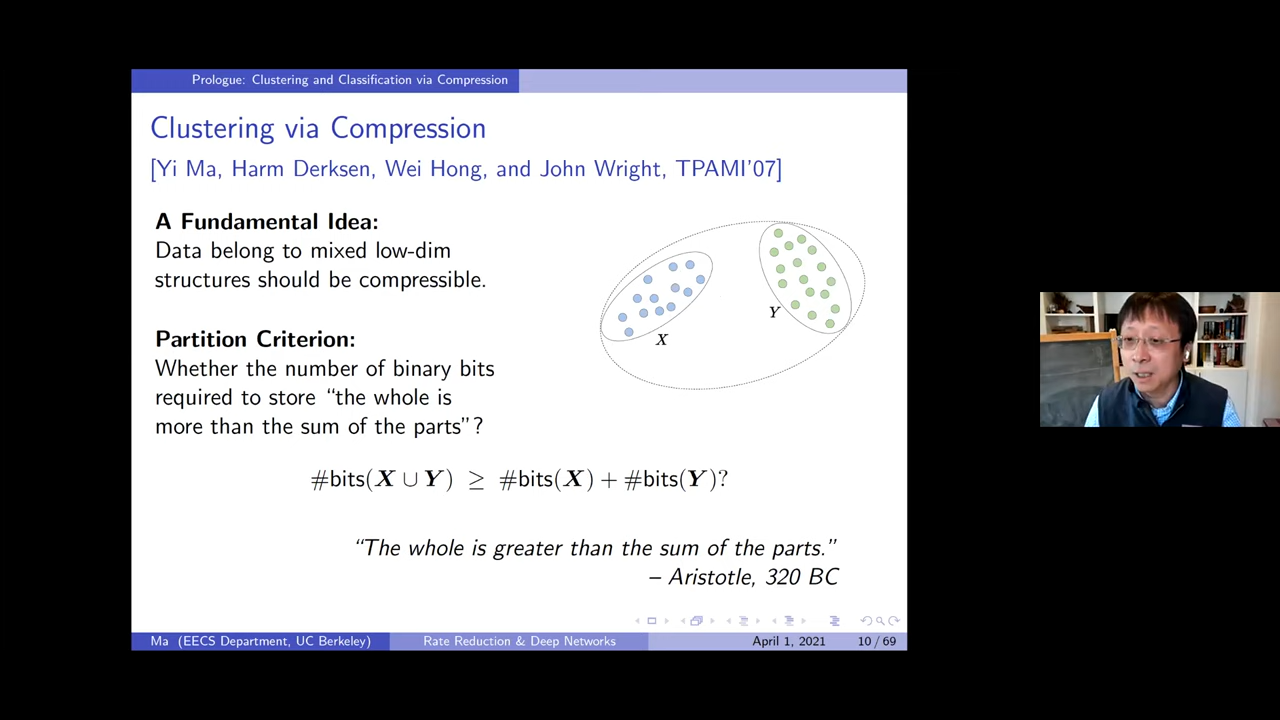 Prologue: Clustering and Classification via Compression
Clustering via Compression
[Yi Ma, Harm Derksen, Wei Hong, and John Wright, TPAMI'07]
A Fundamental Idea:
Data belong to mixed low-dim
structures should be compressible.
Partition Criterion:
Whether the number of binary bits
required to store “the whole is
more than the sum of the parts”?
X
Y
#bits(X ∪ Y) ≥ #bits(X) + #bits(Y)?
“The whole is greater than the sum of the parts.”
– Aristotle, 320 BC
Ma (EECS Department, UC Berkeley) Rate Reduction & Deep Networks April 1, 2021 10 / 69